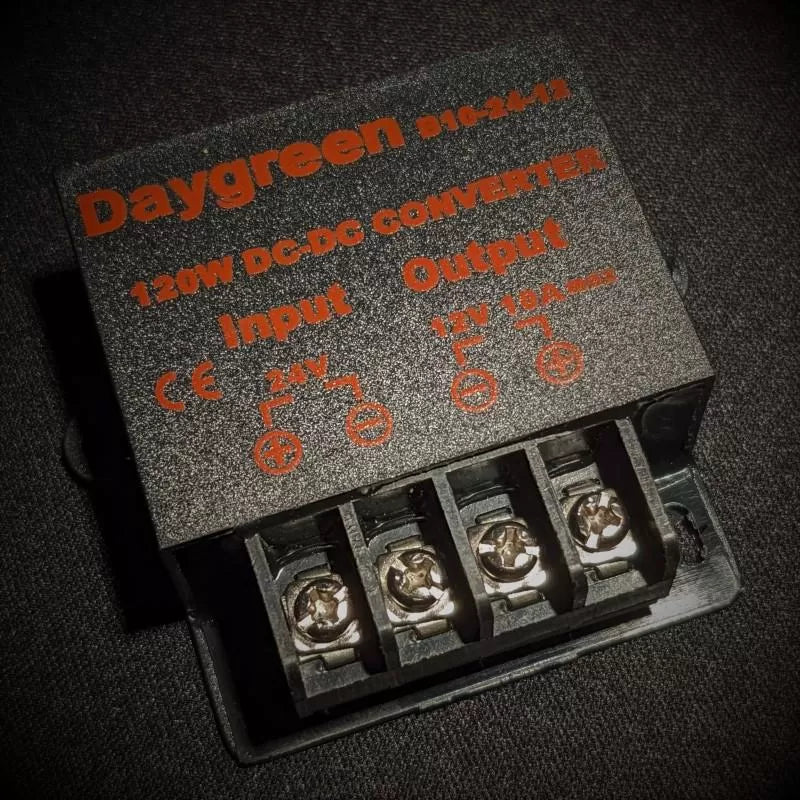 Daygreen B10-24-12
120W DC-DC CONVERTER
Input Output
CE 24V 12V 10A max
+ - - +